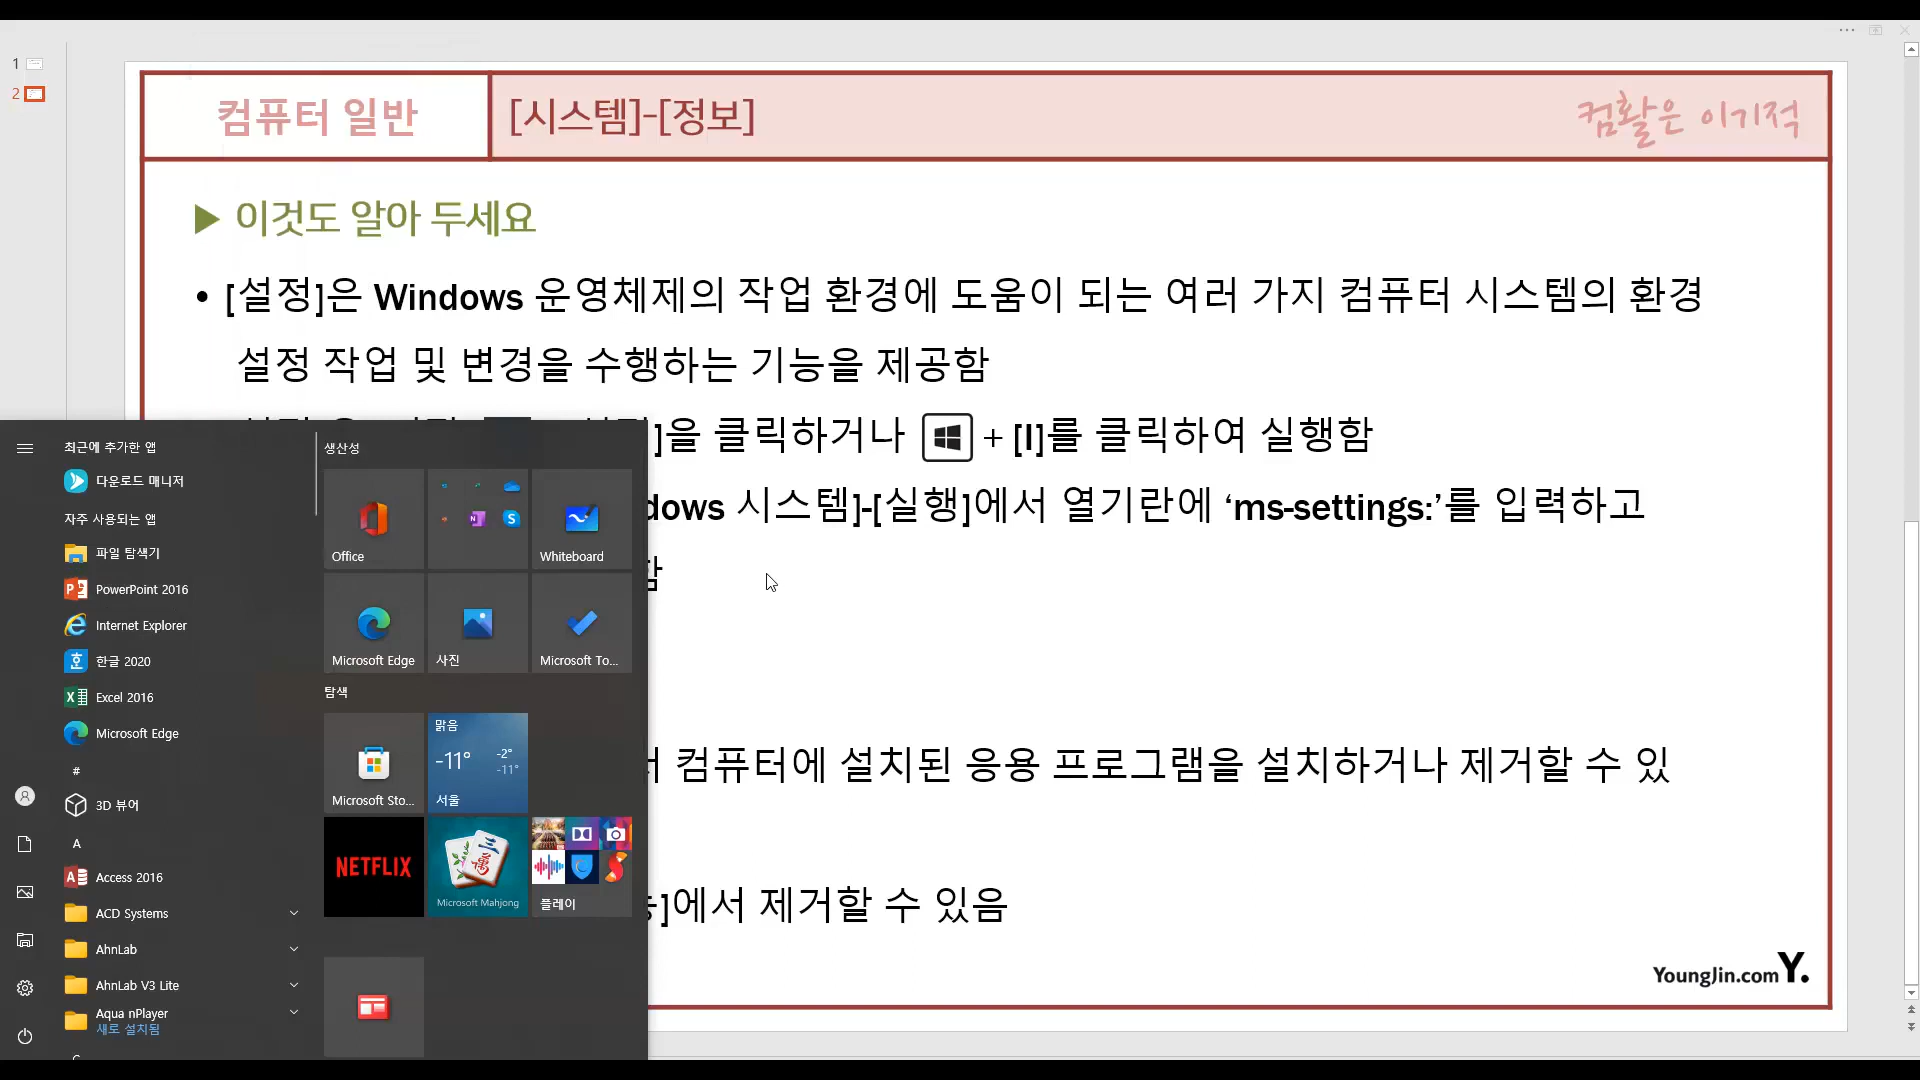 1
2
컴퓨터 일반
[시스템]-[정보]
컴활은 이기적
▶ 이것도 알아 두세요
• [설정]은 Windows 운영체제의 작업 환경에 도움이 되는 여러 가지 컴퓨터 시스템의 환경
설정 작업 및 변경을 수행하는 기능을 제공함
]을 클릭하거나 + [I]를 클릭하여 실행함
dows 시스템]-[실행]에서 열기란에 ‘ms-settings:’를 입력하고
함
컴퓨터에 설치된 응용 프로그램을 설치하거나 제거할 수 있
]에서 제거할 수 있음
YoungJin.com Y.
최근에 추가한 앱
다운로드 매니저
자주 사용되는 앱
파일 탐색기
PowerPoint 2016
Internet Explorer
한글 2020
Excel 2016
Microsoft Edge
#
3D 뷰어
A
Access 2016
ACD Systems
AhnLab
AhnLab V3 Lite
Aqua nPlayer
새로 설치됨
생산성
Office
Whiteboard
Microsoft Edge
사진
Microsoft To...
탐색
Microsoft Sto...
맑음
-11°
-2°
-11°
서울
NETFLIX
Microsoft Mahjong
플레이